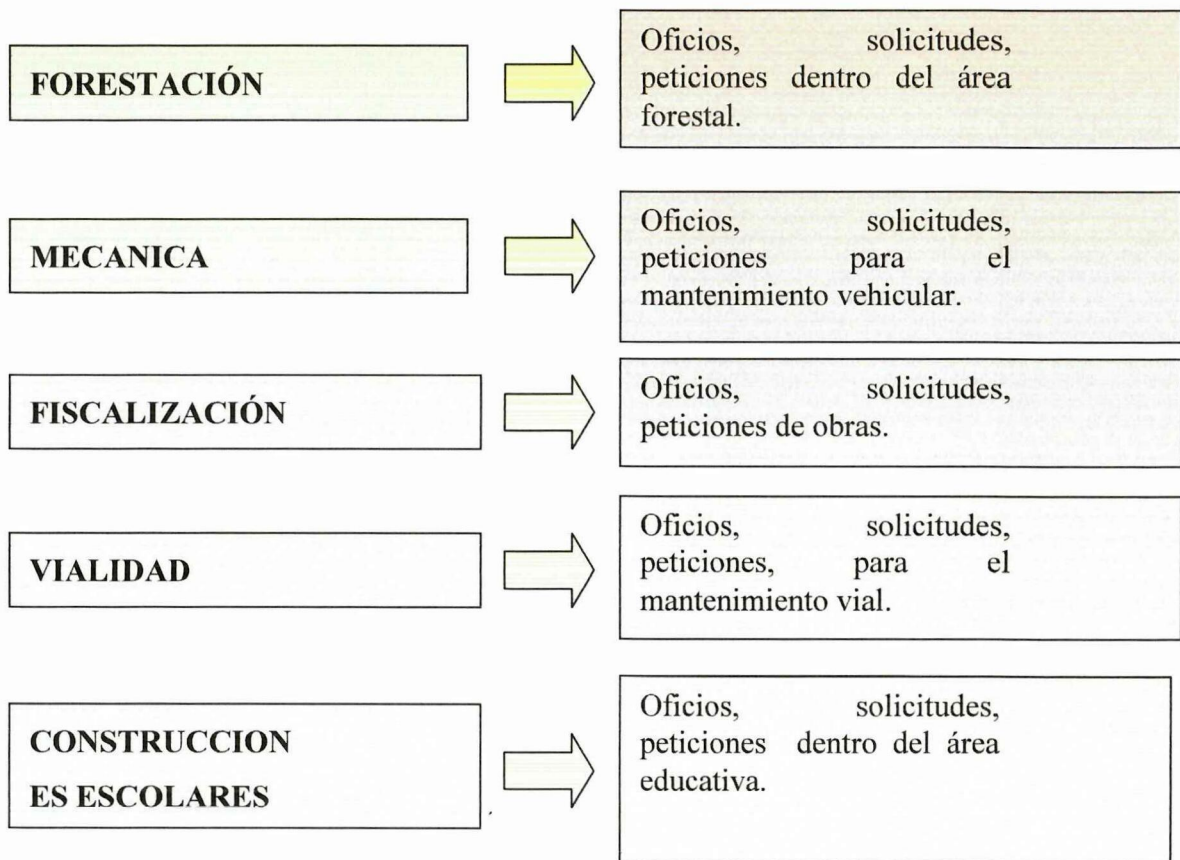 FORESTACIÓN
Oficios, solicitudes,
peticiones dentro del área
forestal.
MECANICA
Oficios, solicitudes,
peticiones para el
mantenimiento vehicular.
FISCALIZACIÓN
Oficios, solicitudes,
peticiones de obras.
VIALIDAD
Oficios, solicitudes,
peticiones, para el
mantenimiento vial.
CONSTRUCCION
ES ESCOLARES
Oficios, solicitudes,
peticiones dentro del área
educativa.